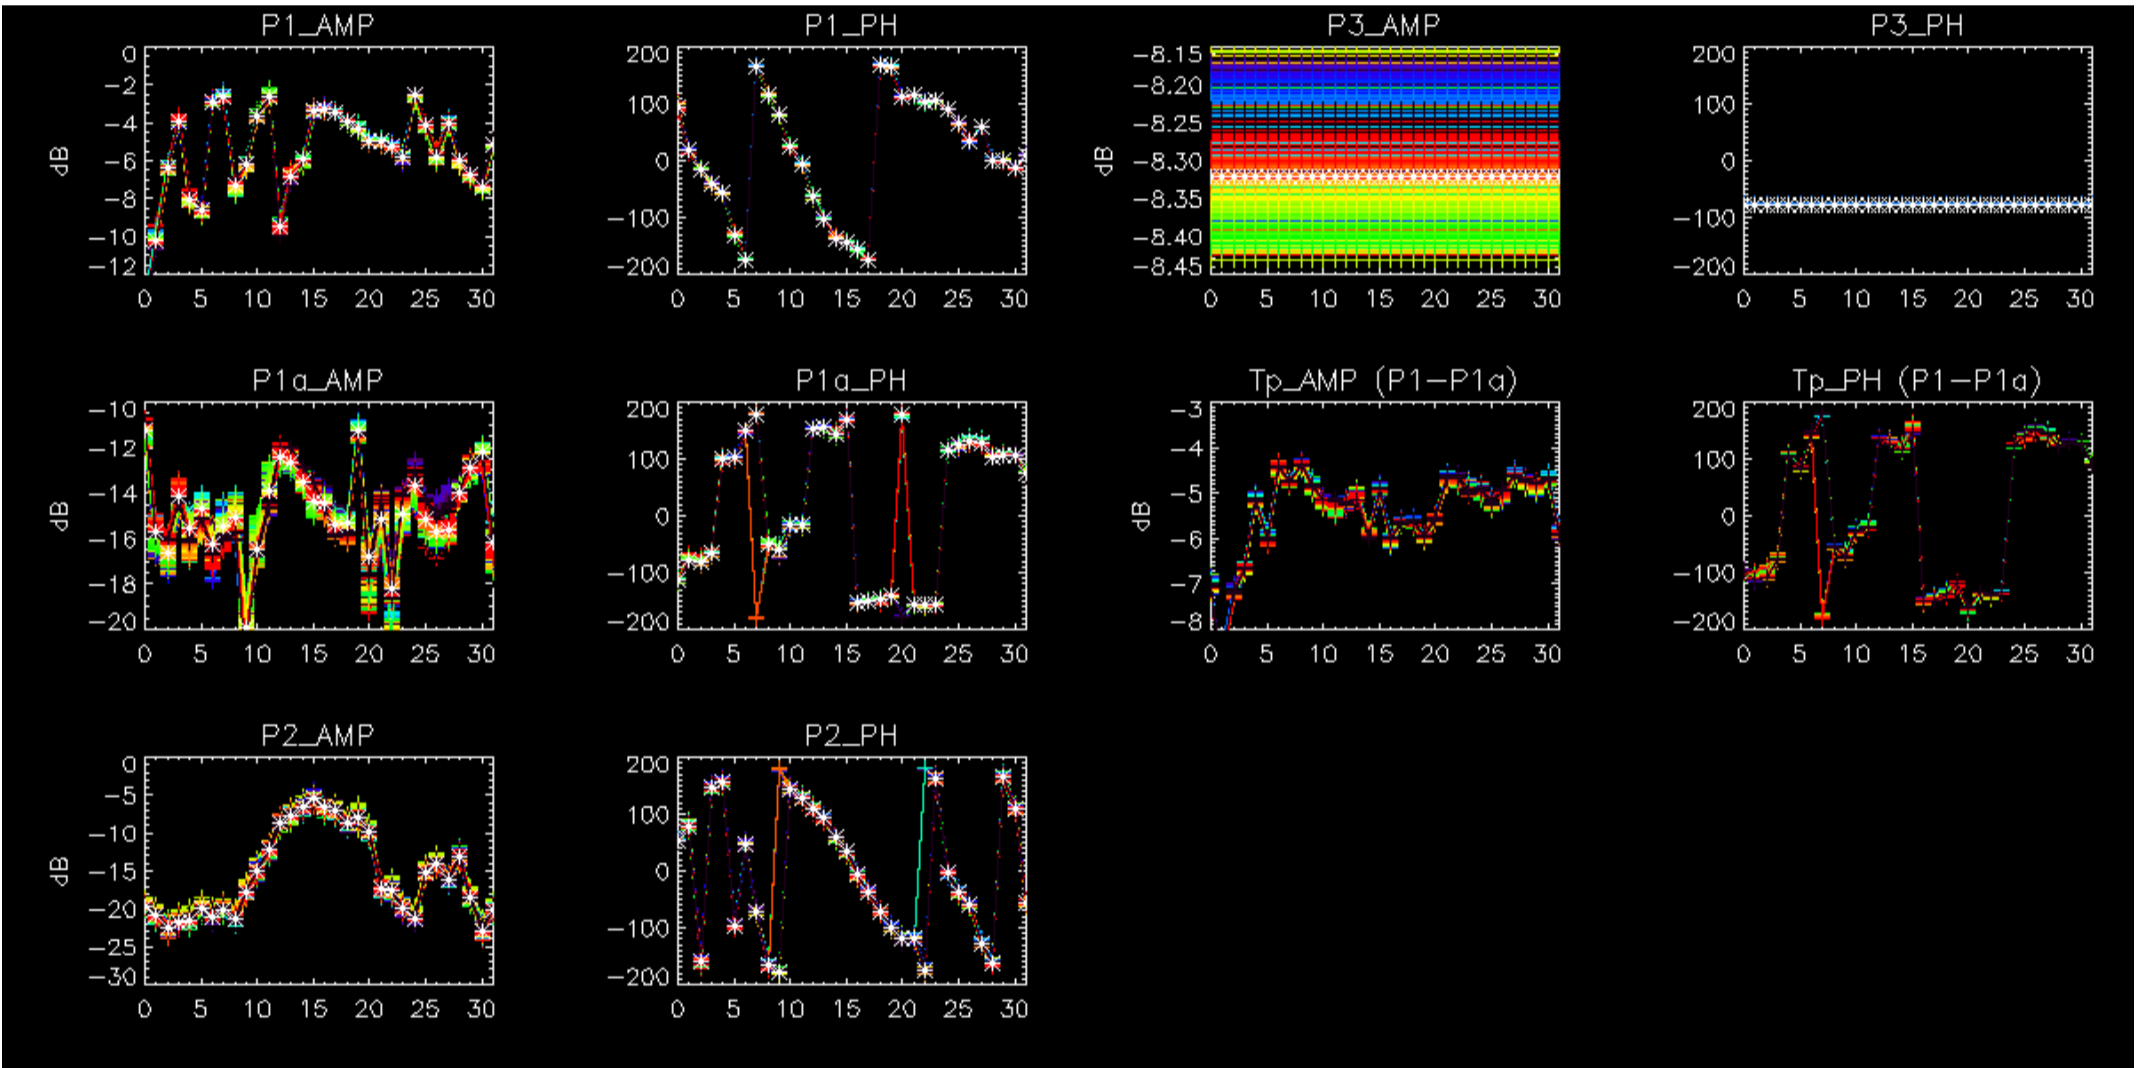 P1_AMP
P1_PH
P3_AMP
P3_PH
0
-2
-4
-6
-8
-10
-12
dB
0 5 10 15 20 25 30
200
100
0
-100
-200
0 5 10 15 20 25 30
-8.15
-8.20
-8.25
-8.30
-8.35
-8.40
-8.45
dB
0 5 10 15 20 25 30
200
100
0
-100
-200
0 5 10 15 20 25 30
P1a_AMP
P1a_PH
Tp_AMP (P1-P1a)
Tp_PH (P1-P1a)
-10
-12
-14
-16
-18
-20
dB
0 5 10 15 20 25 30
200
100
0
-100
-200
0 5 10 15 20 25 30
-3
-4
-5
-6
-7
-8
dB
0 5 10 15 20 25 30
200
100
0
-100
-200
0 5 10 15 20 25 30
P2_AMP
P2_PH
0
-5
-10
-15
-20
-25
-30
dB
0 5 10 15 20 25 30
200
100
0
-100
-200
0 5 10 15 20 25 30